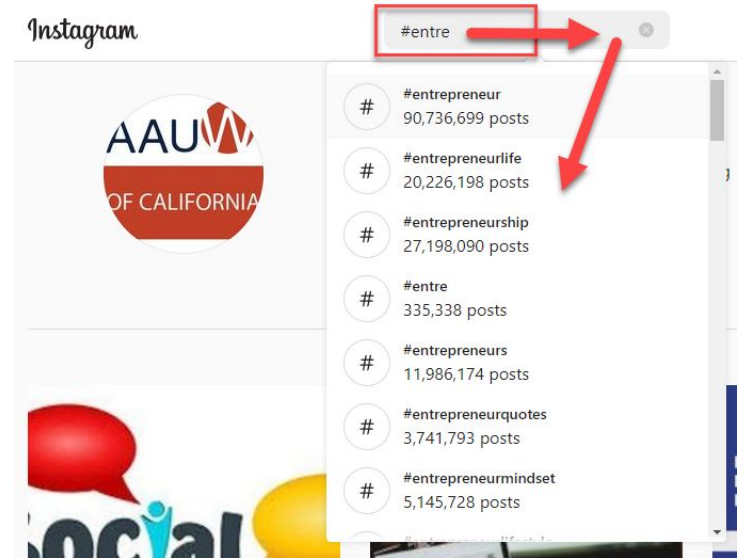 Instagram
#entre
AAUW
OF CALIFORNIA
#
#entrepreneur
90,736,699 posts
#
#entrepreneurlife
20,226,198 posts
#
#entrepreneurship
27,198,090 posts
#
#entre
335,338 posts
#
#entrepreneurs
11,986,174 posts
#
#entrepreneurquotes
3,741,793 posts
#
#entrepreneurmindset
5,145,728 posts
social